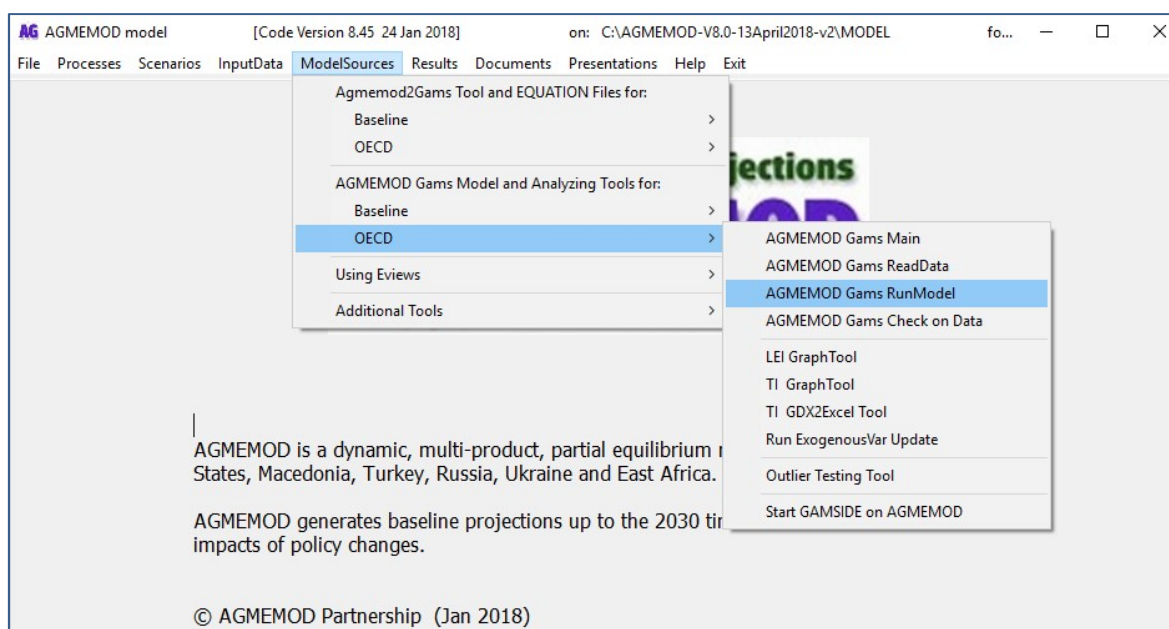 AG AGMEMOD model [Code Version 8.45 24 Jan 2018] on: C:\AGMEMOD-V8.0-13April2018-v2\MODEL fo...
File Processes Scenarios InputData ModelSources Results Documents Presentations Help Exit
Agmemod2Gams Tool and EQUATION Files for:
Baseline
OECD
AGMEMOD Gams Model and Analyzing Tools for:
Baseline
OECD
Using Eviews
Additional Tools
AGMEMOD Gams Main
AGMEMOD Gams ReadData
AGMEMOD Gams RunModel
AGMEMOD Gams Check on Data
LEI GraphTool
TI GraphTool
TI GDX2Excel Tool
Run ExogenousVar Update
Outlier Testing Tool
Start GAMSIDE on AGMEMOD
jections
AGMEMOD is a dynamic, multi-product, partial equilibrium
States, Macedonia, Turkey, Russia, Ukraine and East Africa.
AGMEMOD generates baseline projections up to the 2030
impacts of policy changes.
© AGMEMOD Partnership (Jan 2018)